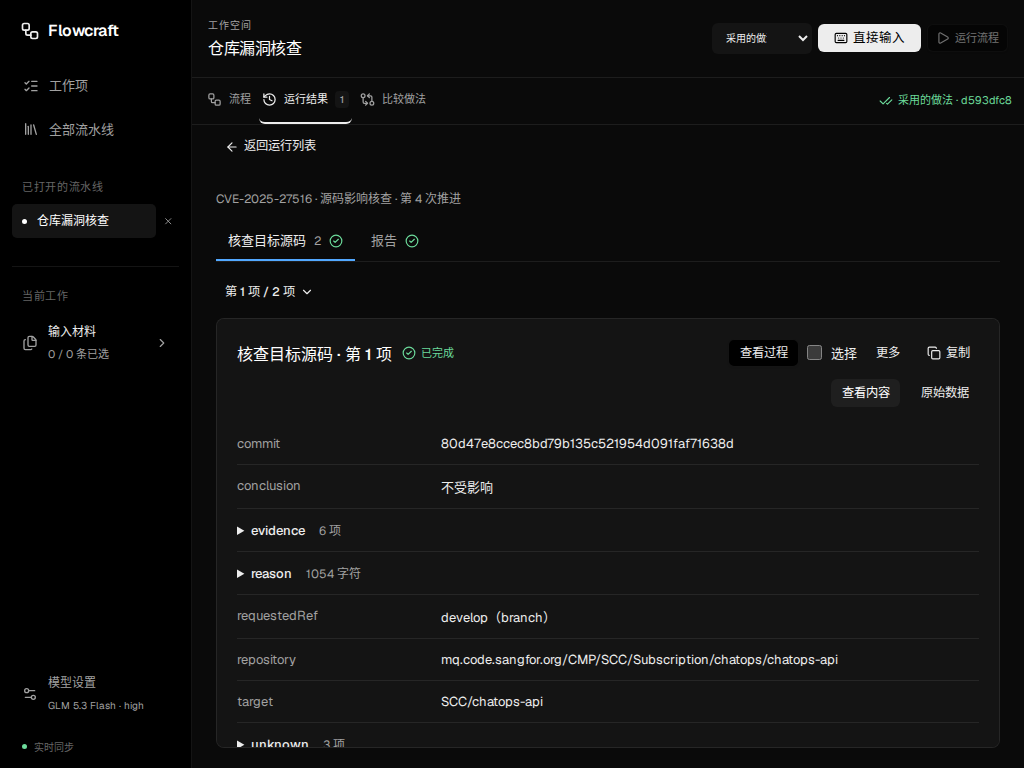 Flowcraft
工作项
全部流水线
已打开的流水线
仓库漏洞核查
当前工作
输入材料
0 / 0 条已选
模型设置
GLM 5.3 Flash · high
实时同步
工作空间
仓库漏洞核查
采用的做
直接输入
运行流程
流程
运行结果 1
比较做法
采用的做法 · d593dfc8
返回运行列表
CVE-2025-27516 · 源码影响核查 · 第 4 次推进
核查目标源码 2
报告
第 1 项 / 2 项
核查目标源码 · 第 1 项
已完成
查看过程
选择
更多
复制
查看内容
原始数据
commit 80d47e8ccec8bd79b135c521954d091faf71638d
conclusion 不受影响
evidence 6 项
reason 1054 字符
requestedRef develop（branch）
repository mq.code.sangfor.org/CMP/SCC/Subscription/chatops/chatops-api
target SCC/chatops-api
unknown 3 项